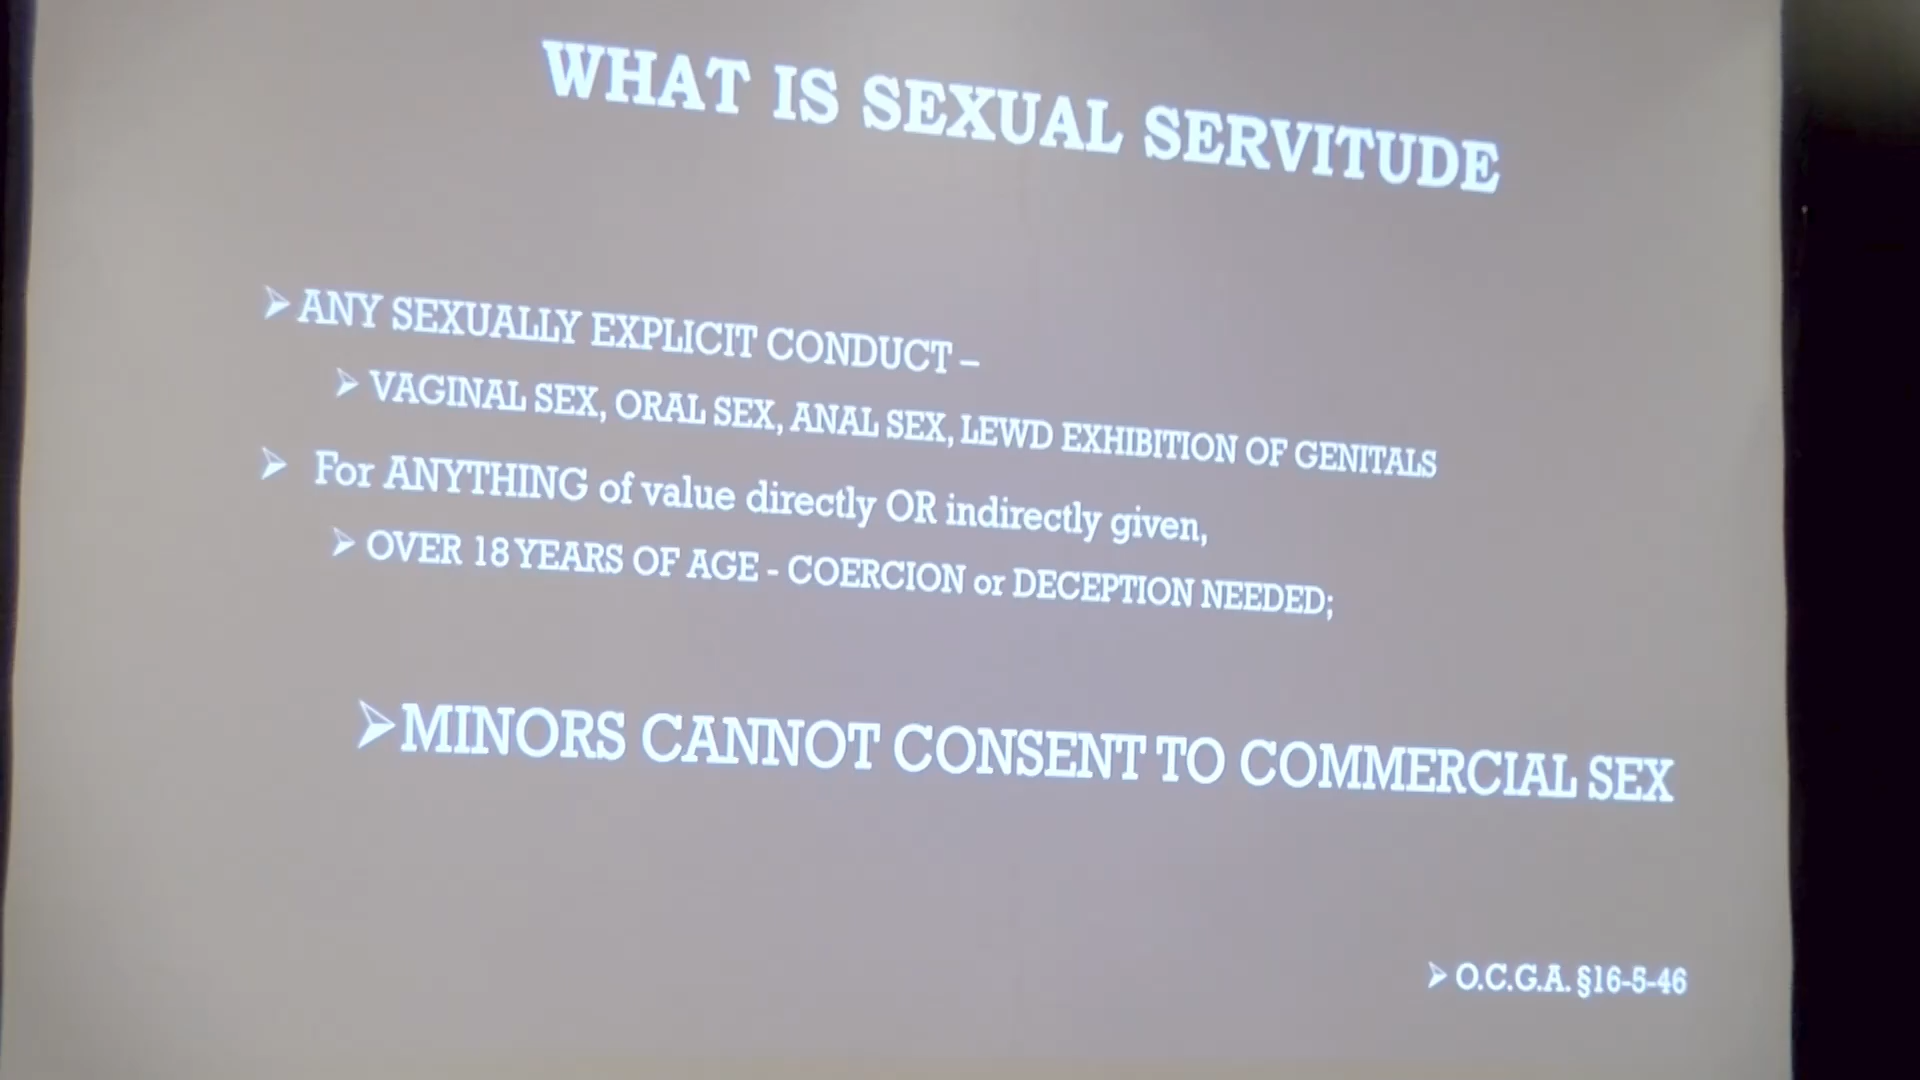 WHAT IS SEXUAL SERVITUDE
➢ ANY SEXUALLY EXPLICIT CONDUCT –
➢ VAGINAL SEX, ORAL SEX, ANAL SEX, LEWD EXHIBITION OF GENITALS
➢ For ANYTHING of value directly OR indirectly given,
➢ OVER 18 YEARS OF AGE - COERCION or DECEPTION NEEDED;
➢ MINORS CANNOT CONSENT TO COMMERCIAL SEX
➢ O.C.G.A. §16-5-46